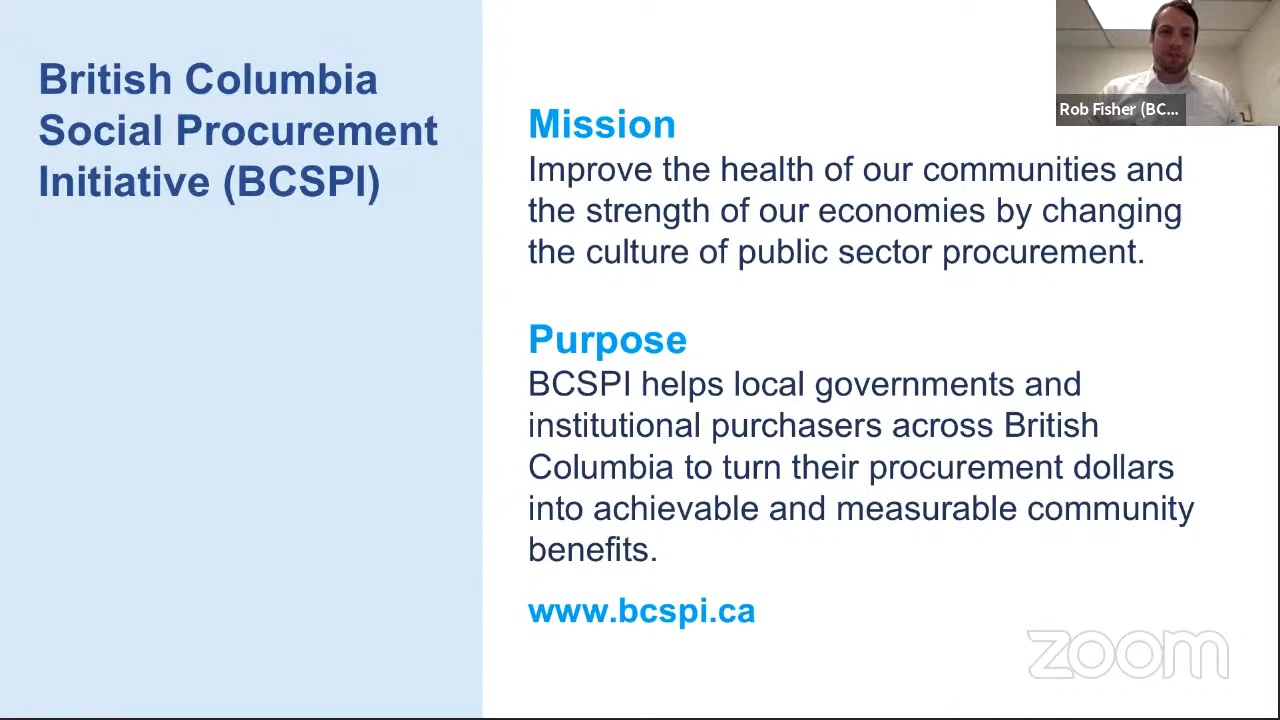 British Columbia
Social Procurement
Initiative (BCSPI)
Mission
Improve the health of our communities and
the strength of our economies by changing
the culture of public sector procurement.
Purpose
BCSPI helps local governments and
institutional purchasers across British
Columbia to turn their procurement dollars
into achievable and measurable community
benefits.
www.bcspi.ca
Rob Fisher (BC...
zoom